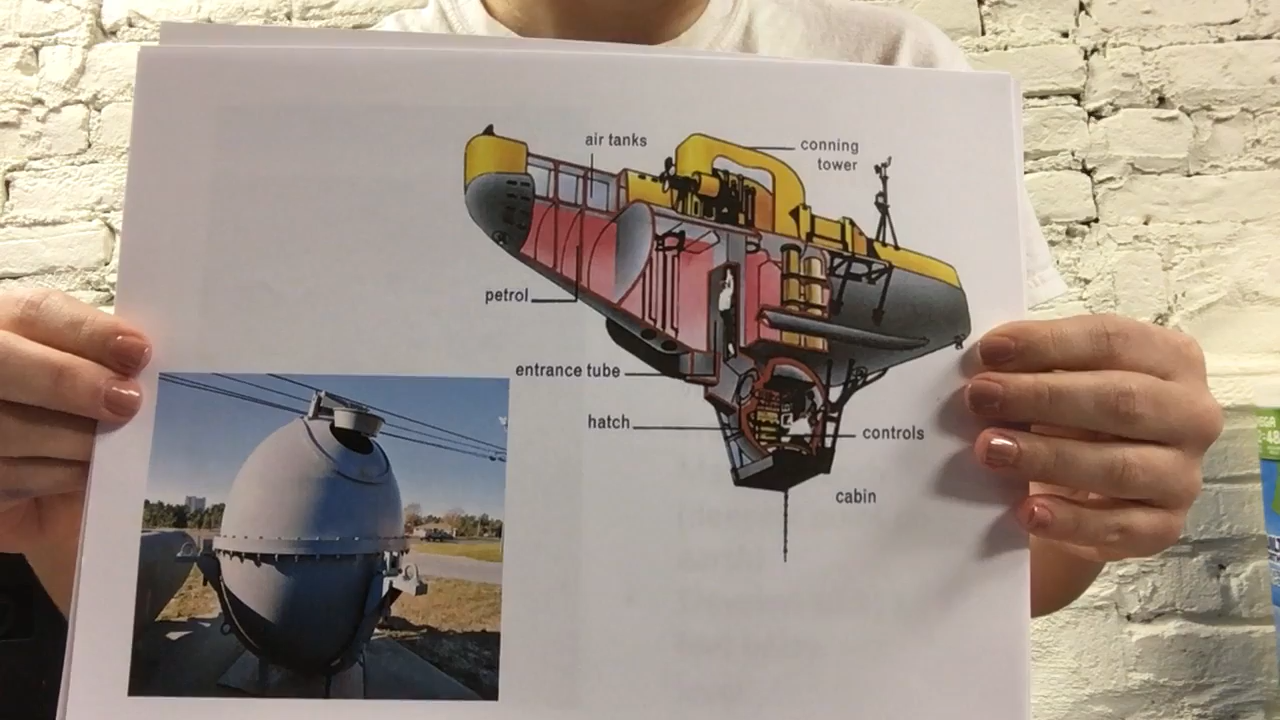 air tanks
conning
tower
petrol
entrance tube
hatch
controls
cabin